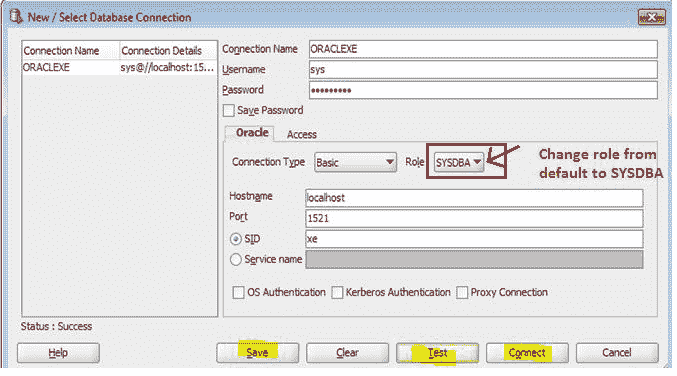 New / Select Database Connection
Connection Name
Connection Details
ORACLEXE
sys@//localhost:15...
Connection Name
ORACLEXE
Username
sys
Password
•••••••••
Save Password
Oracle
Access
Connection Type
Basic
Role
SYSDBA
Change role from
default to SYSDBA
Hostname
localhost
Port
1521
SID
xe
Service name
OS Authentication
Kerberos Authentication
Proxy Connection
Status : Success
Help
Save
Clear
Test
Connect
Cancel